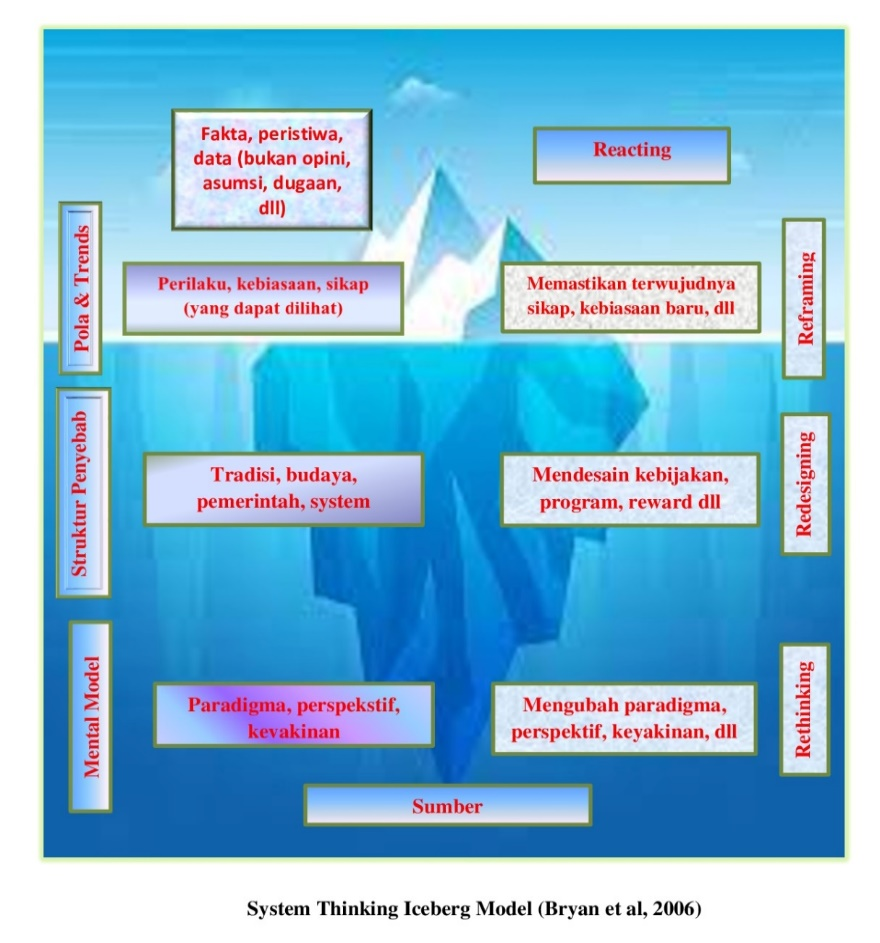 Fakta, peristiwa,
data (bukan opini,
asumsi, dugaan,
dll)
Reacting
Pola & Trends
Perilaku, kebiasaan, sikap
(yang dapat dilihat)
Memastikan terwujudnya
sikap, kebiasaan baru, dll
Reframing
Struktur Penyebab
Tradisi, budaya,
pemerintah, system
Mendesain kebijakan,
program, reward dll
Redesigning
Mental Model
Paradigma, perspekstif,
keyakinan
Mengubah paradigma,
perspektif, keyakinan, dll
Rethinking
Sumber
System Thinking Iceberg Model (Bryan et al, 2006)